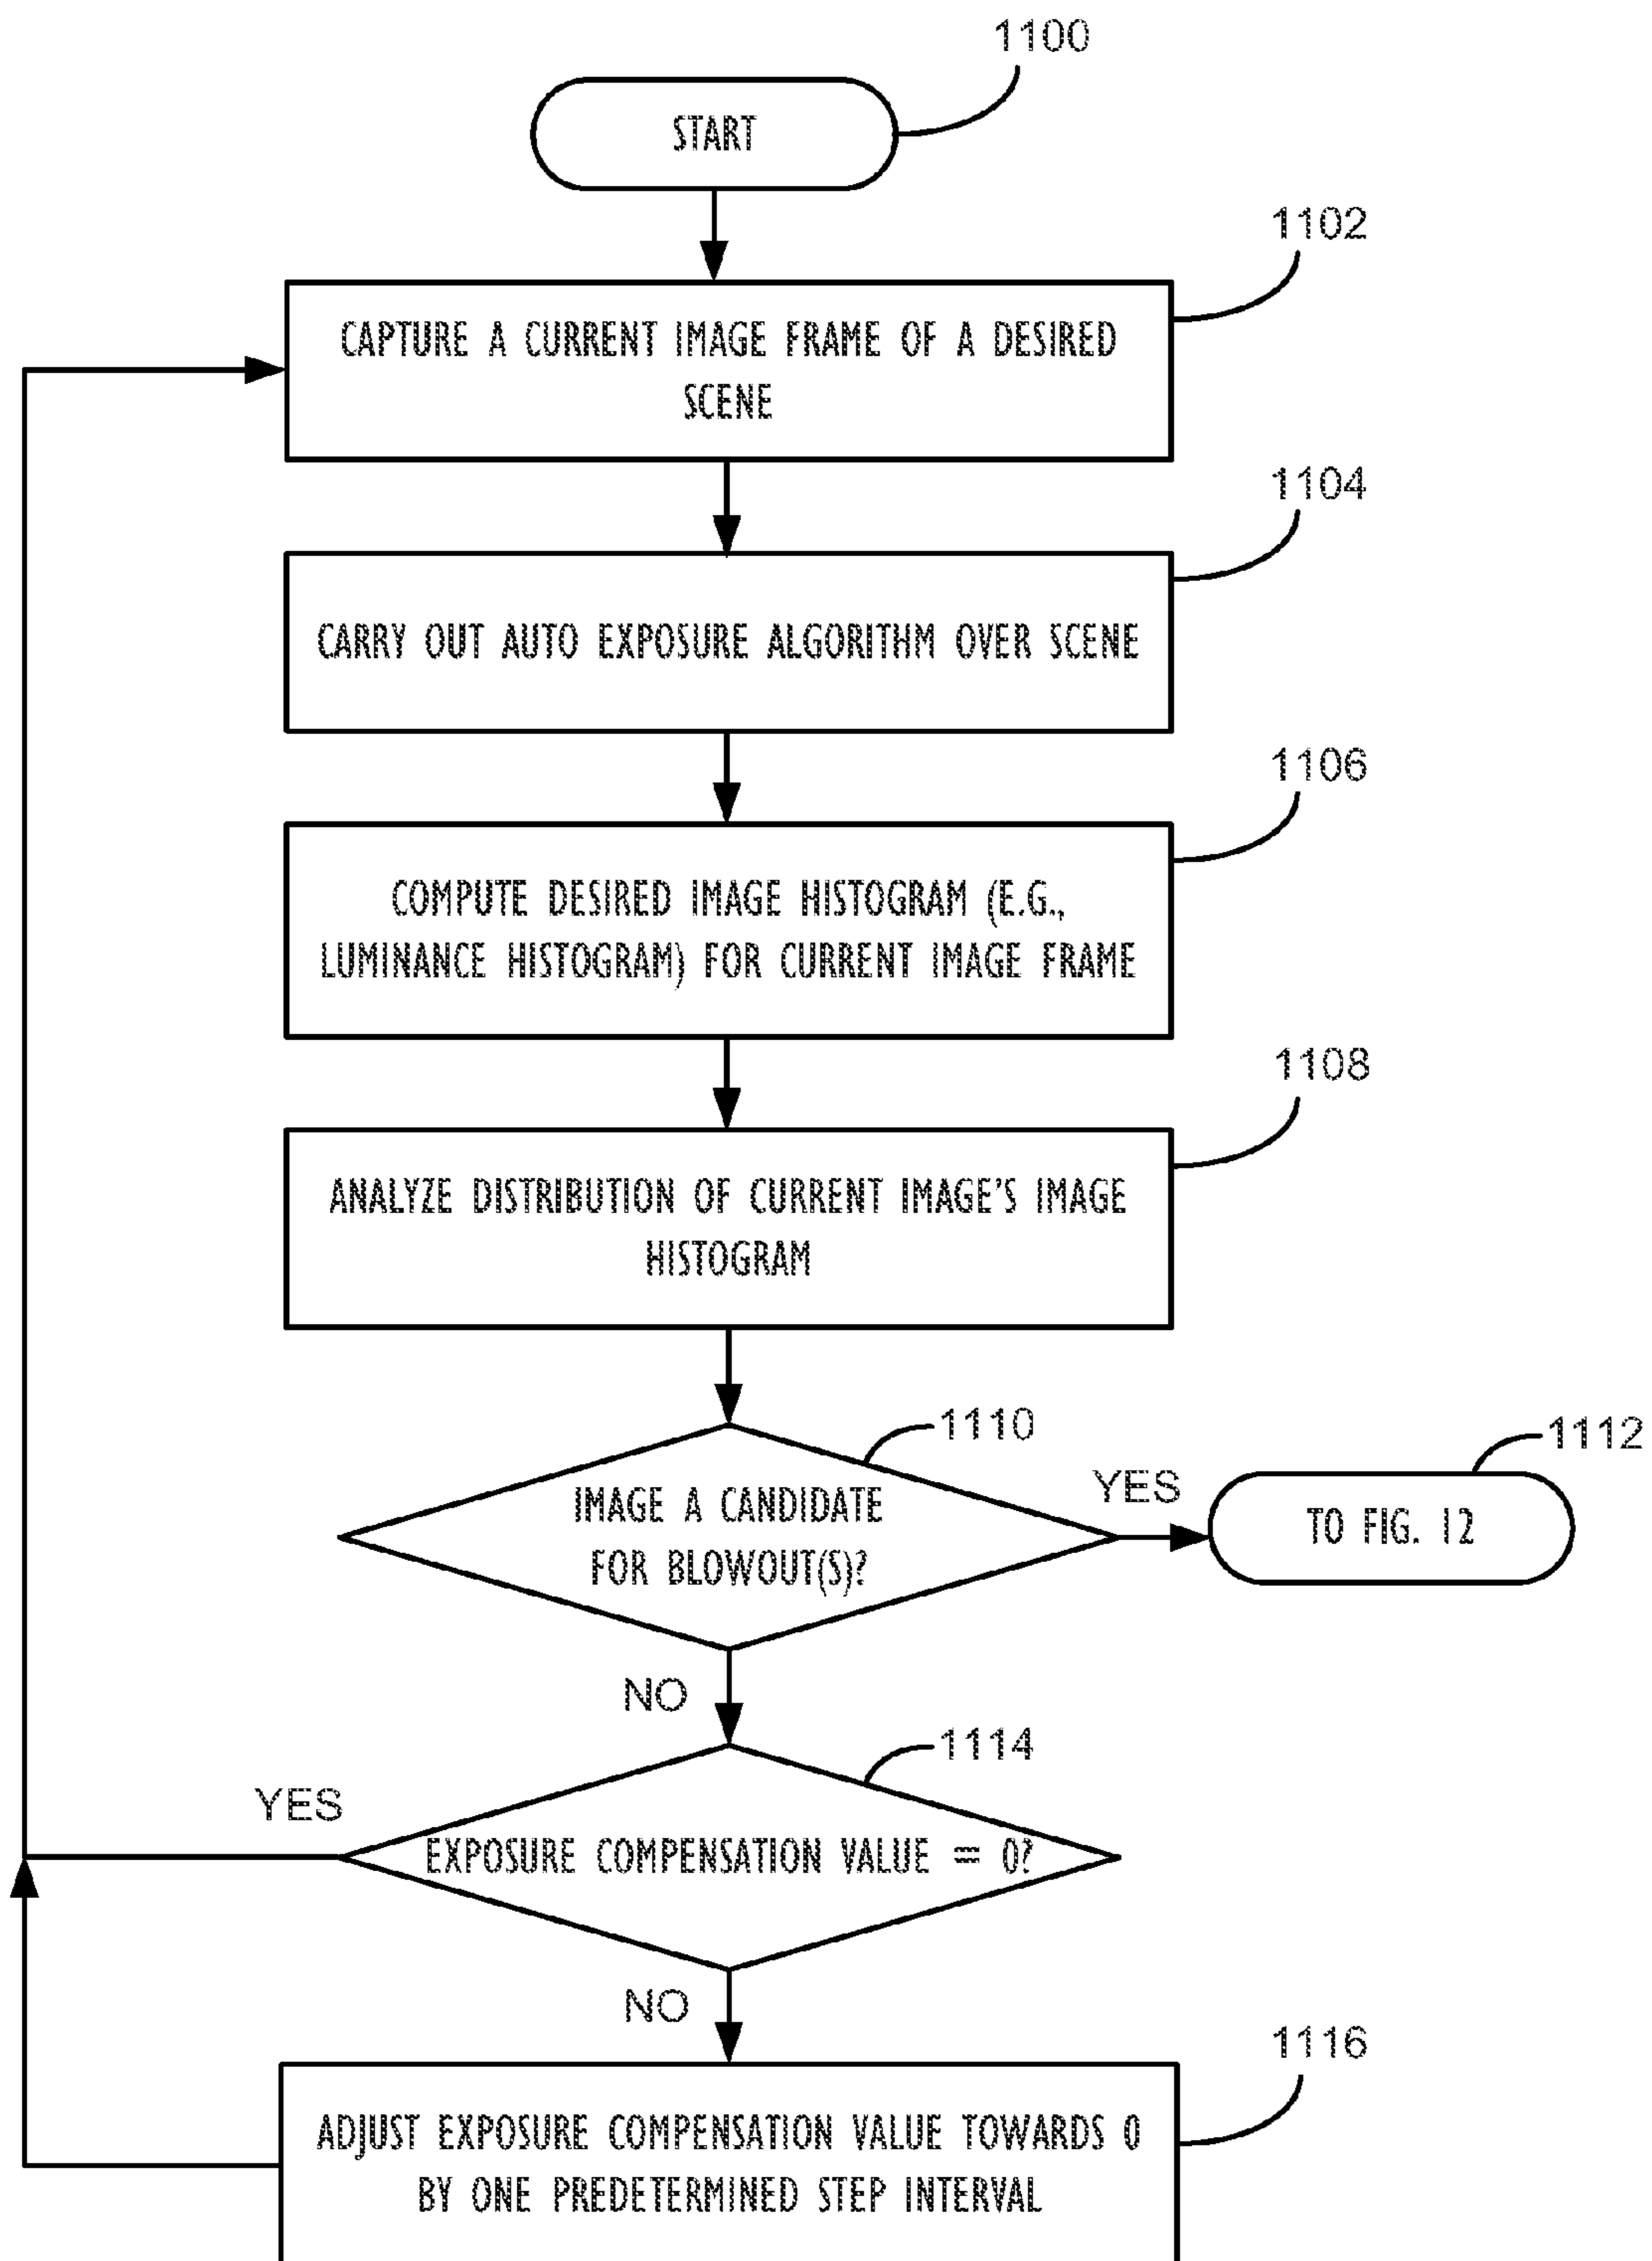 1100
START
1102
CAPTURE A CURRENT IMAGE FRAME OF A DESIRED
SCENE
1104
CARRY OUT AUTO EXPOSURE ALGORITHM OVER SCENE
1106
COMPUTE DESIRED IMAGE HISTOGRAM (E.G.,
LUMINANCE HISTOGRAM) FOR CURRENT IMAGE FRAME
1108
ANALYZE DISTRIBUTION OF CURRENT IMAGE'S IMAGE
HISTOGRAM
1110
1112
IMAGE A CANDIDATE
FOR BLOWOUT(S)?
YES
TO FIG. 12
NO
1114
YES
EXPOSURE COMPENSATION VALUE = 0?
NO
1116
ADJUST EXPOSURE COMPENSATION VALUE TOWARDS 0
BY ONE PREDETERMINED STEP INTERVAL